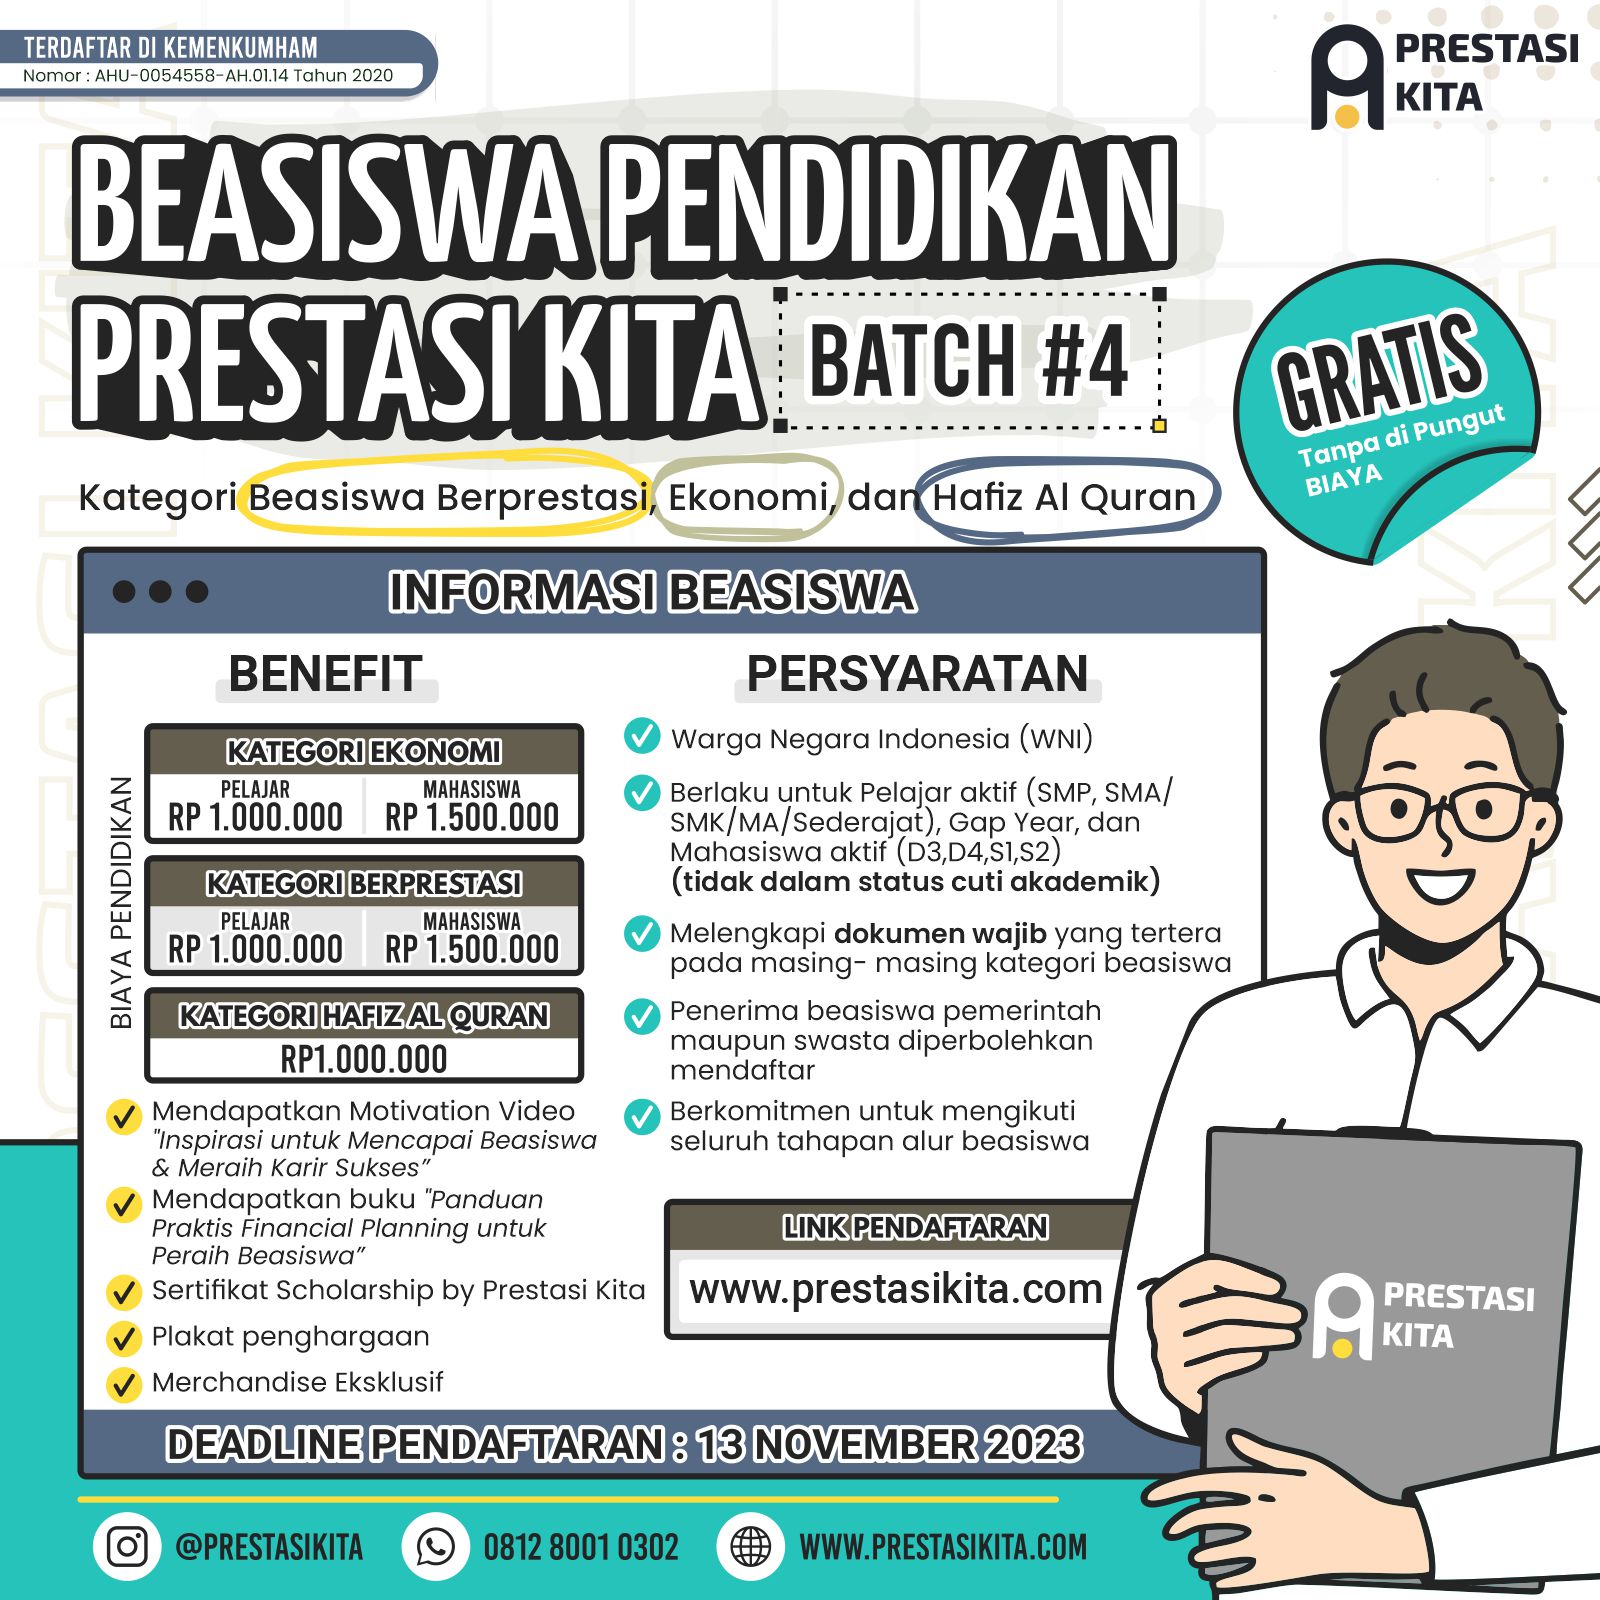 TERDAFTAR DI KEMENKUMHAM
Nomor : AHU-0054558-AH.01.14 Tahun 2020
PRESTASI
KITA
BEASISWA PENDIDIKAN
PRESTASI KITA
BATCH #4
GRATIS
Tanpa di Pungut
BIAYA
Kategori Beasiswa Berprestasi, Ekonomi, dan Hafiz Al Quran
INFORMASI BEASISWA
BENEFIT
BIAYA PENDIDIKAN
KATEGORI EKONOMI
PELAJAR
RP 1.000.000
MAHASISWA
RP 1.500.000
KATEGORI BERPRESTASI
PELAJAR
RP 1.000.000
MAHASISWA
RP 1.500.000
KATEGORI HAFIZ AL QURAN
RP1.000.000
Mendapatkan Motivation Video
"Inspirasi untuk Mencapai Beasiswa
& Meraih Karir Sukses”
Mendapatkan buku "Panduan
Praktis Financial Planning untuk
Peraih Beasiswa”
Sertifikat Scholarship by Prestasi Kita
Plakat penghargaan
Merchandise Eksklusif
PERSYARATAN
Warga Negara Indonesia (WNI)
Berlaku untuk Pelajar aktif (SMP, SMA/
SMK/MA/Sederajat), Gap Year, dan
Mahasiswa aktif (D3,D4,S1,S2)
(tidak dalam status cuti akademik)
Melengkapi dokumen wajib yang tertera
pada masing- masing kategori beasiswa
Penerima beasiswa pemerintah
maupun swasta diperbolehkan
mendaftar
Berkomitmen untuk mengikuti
seluruh tahapan alur beasiswa
LINK PENDAFTARAN
www.prestasikita.com
PRESTASI
KITA
DEADLINE PENDAFTARAN : 13 NOVEMBER 2023
@PRESTASIKITA
0812 8001 0302
WWW.PRESTASIKITA.COM